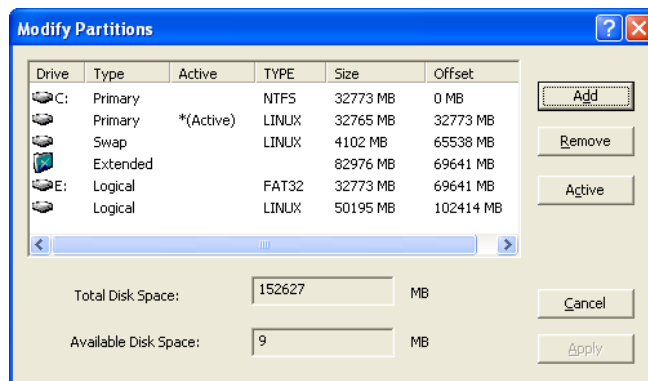 Modify Partitions
Drive Type Active TYPE Size Offset
C: Primary NTFS 32773 MB 0 MB
Primary *(Active) LINUX 32765 MB 32773 MB
Swap LINUX 4102 MB 65538 MB
Extended 82976 MB 69641 MB
E: Logical FAT32 32773 MB 69641 MB
Logical LINUX 50195 MB 102414 MB
Add
Remove
Active
Total Disk Space: 152627 MB
Available Disk Space: 9 MB
Cancel
Apply